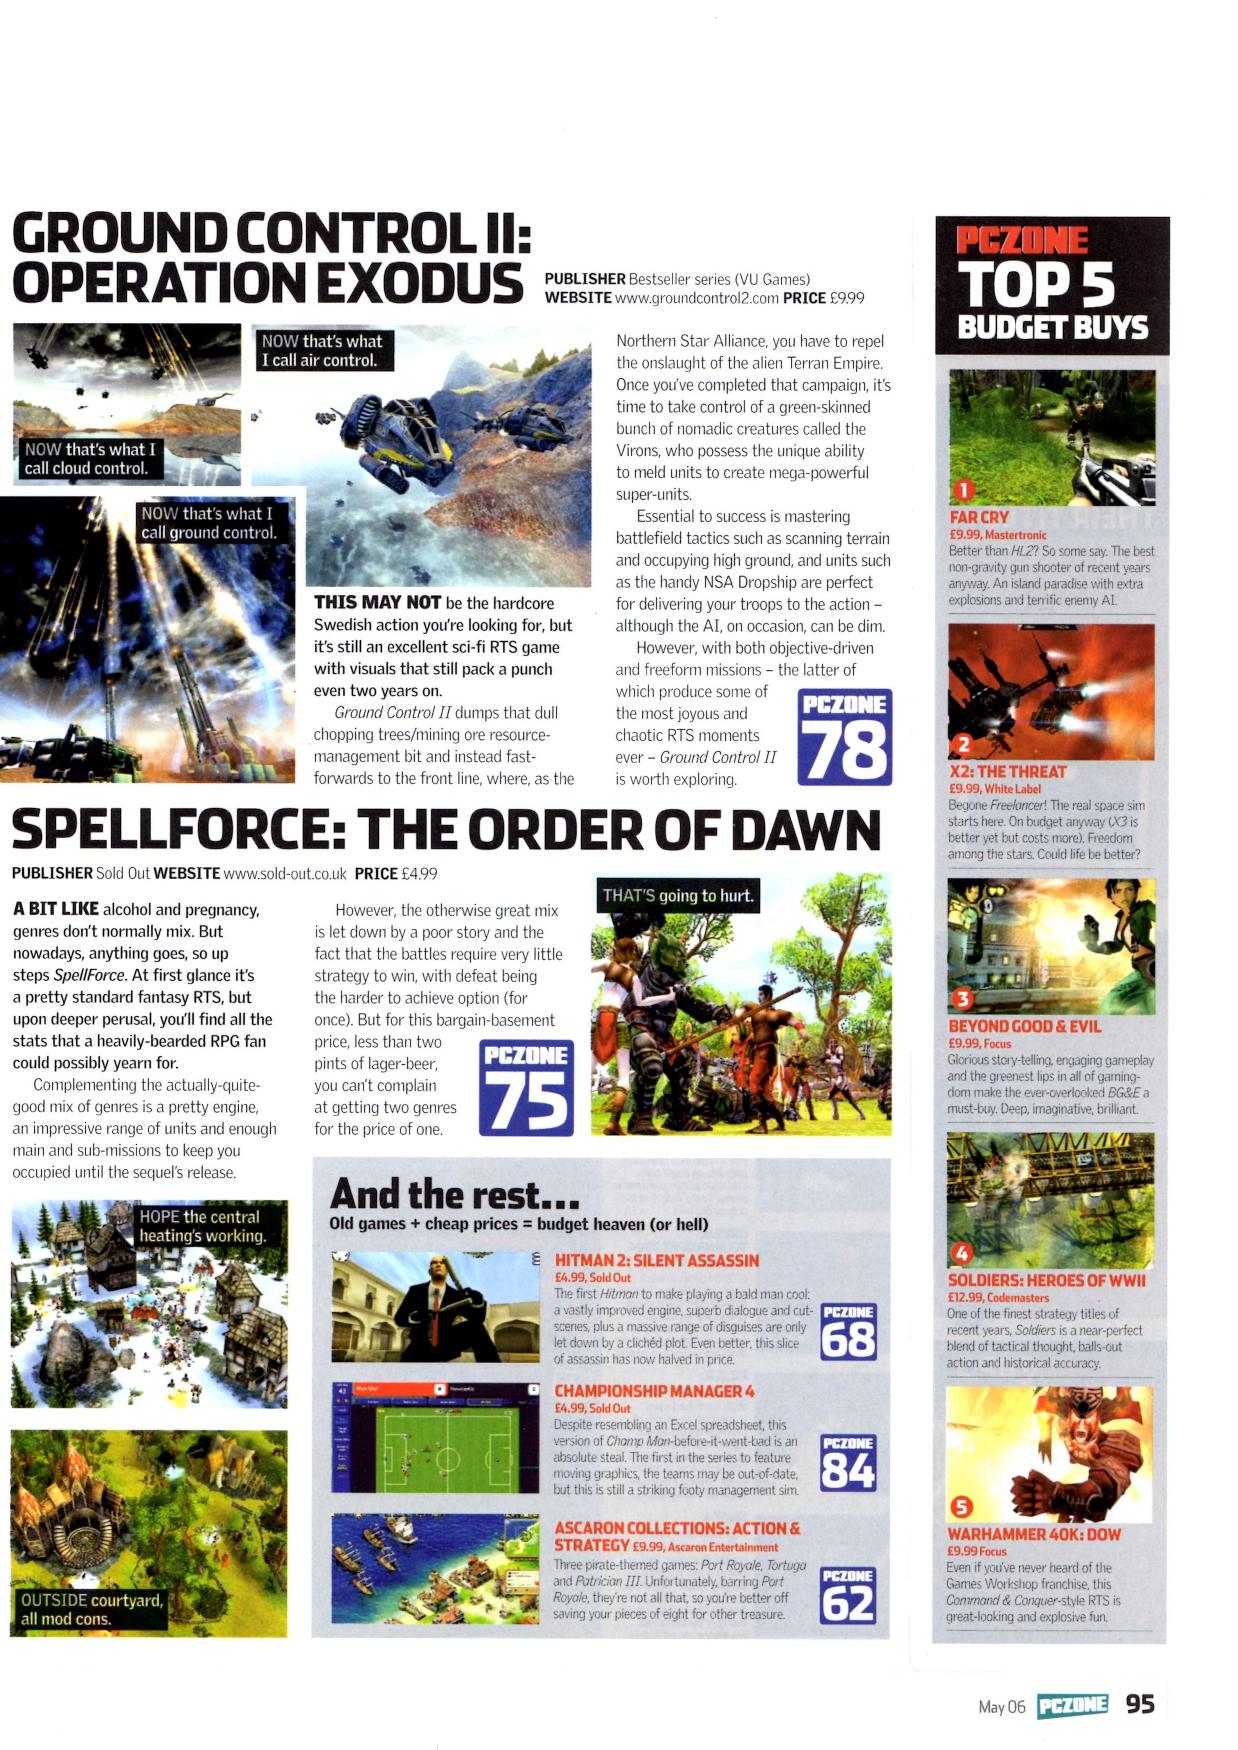 GROUND CONTROL II:
OPERATION EXODUS
PUBLISHER Bestseller series (VU Games)
WEBSITE www.groundcontrol2.com PRICE £9.99
NOW that's what I
call cloud control.
NOW that's what
I call air control.
NOW that's what I
call ground control.
THIS MAY NOT be the hardcore
Swedish action you're looking for, but
it's still an excellent sci-fi RTS game
with visuals that still pack a punch
even two years on.
Ground Control II dumps that dull
chopping trees/mining ore resource-
management bit and instead fast-
forwards to the front line, where, as the
Northern Star Alliance, you have to repel
the onslaught of the alien Terran Empire.
Once you've completed that campaign, it's
time to take control of a green-skinned
bunch of nomadic creatures called the
Virons, who possess the unique ability
to meld units to create mega-powerful
super-units.
Essential to success is mastering
battlefield tactics such as scanning terrain
and occupying high ground, and units such
as the handy NSA Dropship are perfect
for delivering your troops to the action –
although the AI, on occasion, can be dim.
However, with both objective-driven
and freeform missions – the latter of
which produce some of
the most joyous and
chaotic RTS moments
ever – Ground Control II
is worth exploring.
PCZONE
78
SPELLFORCE: THE ORDER OF DAWN
PUBLISHER Sold Out WEBSITE www.sold-out.co.uk PRICE £4.99
A BIT LIKE alcohol and pregnancy,
genres don't normally mix. But
nowadays, anything goes, so up
steps SpellForce. At first glance it's
a pretty standard fantasy RTS, but
upon deeper perusal, you'll find all the
stats that a heavily-bearded RPG fan
could possibly yearn for.
Complementing the actually-quite-
good mix of genres is a pretty engine,
an impressive range of units and enough
main and sub-missions to keep you
occupied until the sequel's release.
However, the otherwise great mix
is let down by a poor story and the
fact that the battles require very little
strategy to win, with defeat being
the harder to achieve option (for
once). But for this bargain-basement
price, less than two
pints of lager-beer,
you can't complain
at getting two genres
for the price of one.
PCZONE
75
THAT'S going to hurt.
HOPE the central
heating's working.
OUTSIDE courtyard,
all mod cons.
And the rest...
Old games + cheap prices = budget heaven (or hell)
HITMAN 2: SILENT ASSASSIN
£4.99, Sold Out
The first Hitman to make playing a bald man cool:
a vastly improved engine, superb dialogue and cut-
scenes, plus a massive range of disguises are only
let down by a clichéd plot. Even better, this slice
of assassin has now halved in price.
PCZONE
68
CHAMPIONSHIP MANAGER 4
£4.99, Sold Out
Despite resembling an Excel spreadsheet, this
version of Champ Man-before-it-went-bad is an
absolute steal. The first in the series to feature
moving graphics, the teams may be out-of-date,
but this is still a striking footy management sim.
PCZONE
84
ASCARON COLLECTIONS: ACTION &
STRATEGY £9.99, Ascaron Entertainment
Three pirate-themed games: Port Royale, Tortuga
and Patrician III. Unfortunately, barring Port
Royale, they're not all that, so you're better off
saving your pieces of eight for other treasure.
PCZONE
62
PCZONE
TOP 5
BUDGET BUYS
1
FAR CRY
£9.99, Mastertronic
Better than HL2? So some say. The best
non-gravity gun shooter of recent years
anyway. An island paradise with extra
explosions and terrific enemy AI.
2
X2: THE THREAT
£9.99, White Label
Begone Freelancer! The real space sim
starts here. On budget anyway (X3 is
better yet but costs more). Freedom
among the stars. Could life be better?
3
BEYOND GOOD & EVIL
£9.99, Focus
Glorious story-telling, engaging gameplay
and the greenest lips in all of gaming-
dom make the ever-overlooked BG&E a
must-buy. Deep, imaginative, brilliant.
4
SOLDIERS: HEROES OF WWII
£12.99, Codemasters
One of the finest strategy titles of
recent years, Soldiers is a near-perfect
blend of tactical thought, balls-out
action and historical accuracy.
5
WARHAMMER 40K: DOW
£9.99 Focus
Even if you've never heard of the
Games Workshop franchise, this
Command & Conquer-style RTS is
great-looking and explosive fun.
May 06 PCZONE 95